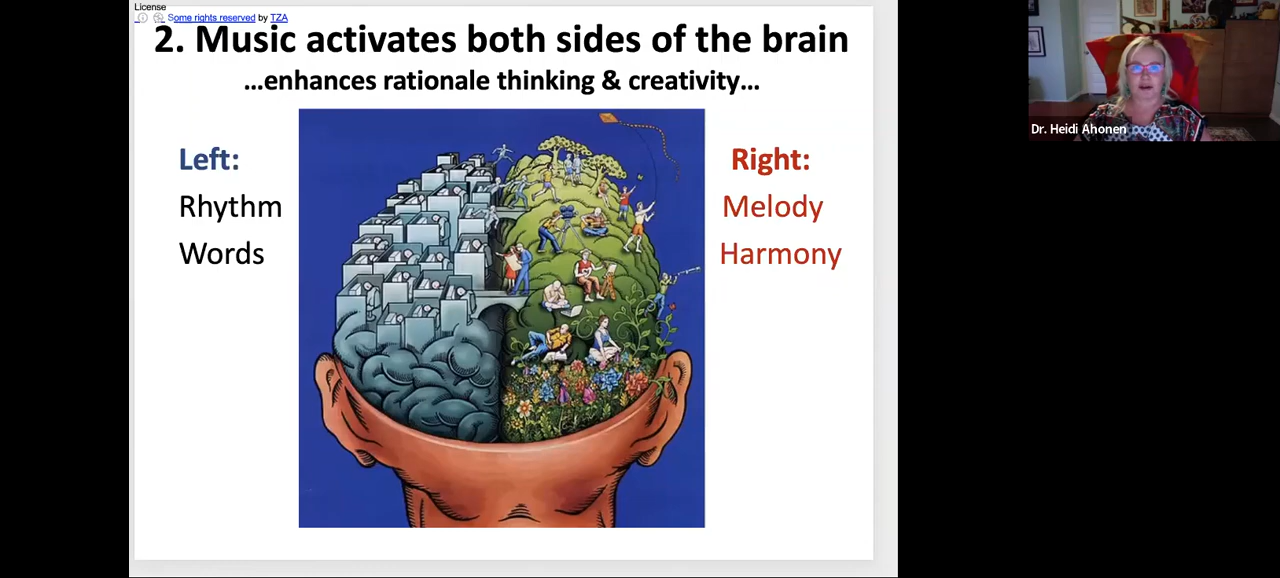 License
Some rights reserved by TZA
2. Music activates both sides of the brain
...enhances rationale thinking & creativity...
Left:
Rhythm
Words
Right:
Melody
Harmony
Dr. Heidi Ahonen